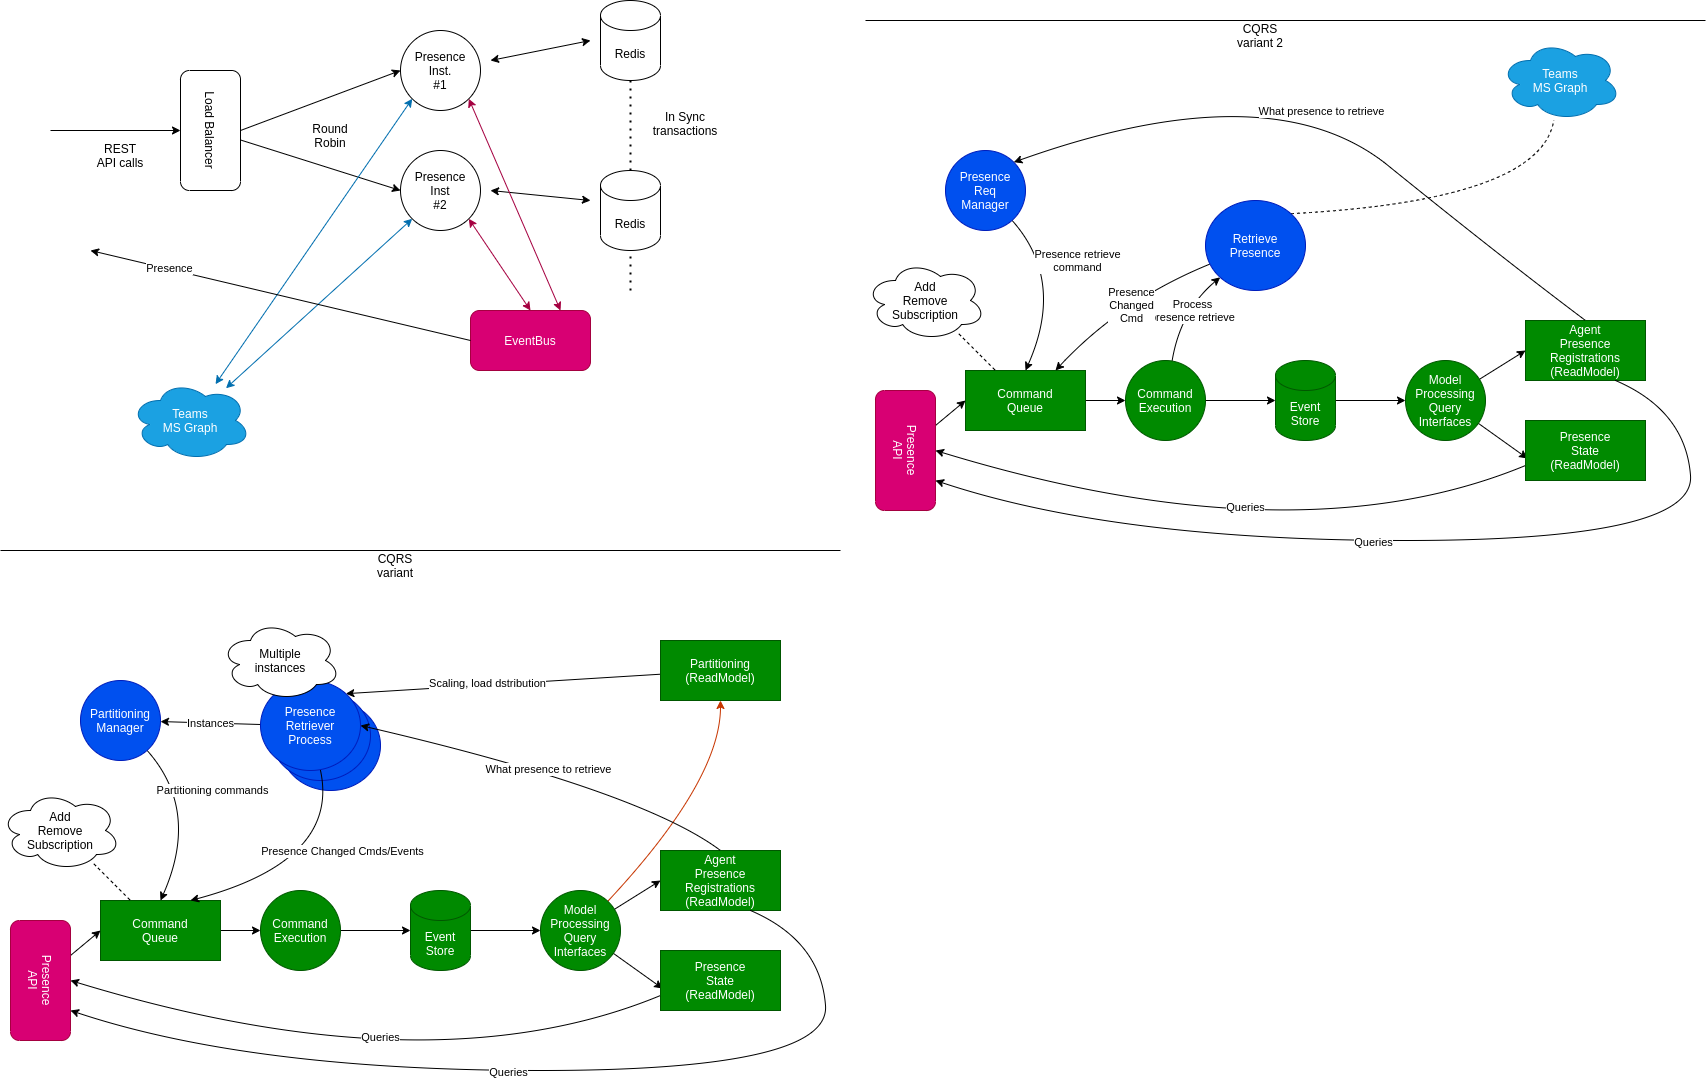 REST
API calls
Load Balancer
Round
Robin
Presence
Inst.
#1
Presence
Inst
#2
Redis
In Sync
transactions
Redis
Presence
EventBus
Teams
MS Graph
CQRS
variant 2
Teams
MS Graph
What presence to retrieve
Presence
Req
Manager
Retrieve
Presence
Presence retrieve
command
Add
Remove
Subscription
Presence
Changed
Cmd
Process
resence retrieve
Presence
API
Command
Queue
Command
Execution
Event
Store
Model
Processing
Query
Interfaces
Agent
Presence
Registrations
(ReadModel)
Presence
State
(ReadModel)
Queries
Queries
CQRS
variant
Multiple
instances
Partitioning
(ReadModel)
Scaling, load dstribution
Partitioning
Manager
Instances
Presence
Retriever
Process
What presence to retrieve
Partitioning commands
Add
Remove
Subscription
Presence Changed Cmds/Events
Presence
API
Command
Queue
Command
Execution
Event
Store
Model
Processing
Query
Interfaces
Agent
Presence
Registrations
(ReadModel)
Presence
State
(ReadModel)
Queries
Queries